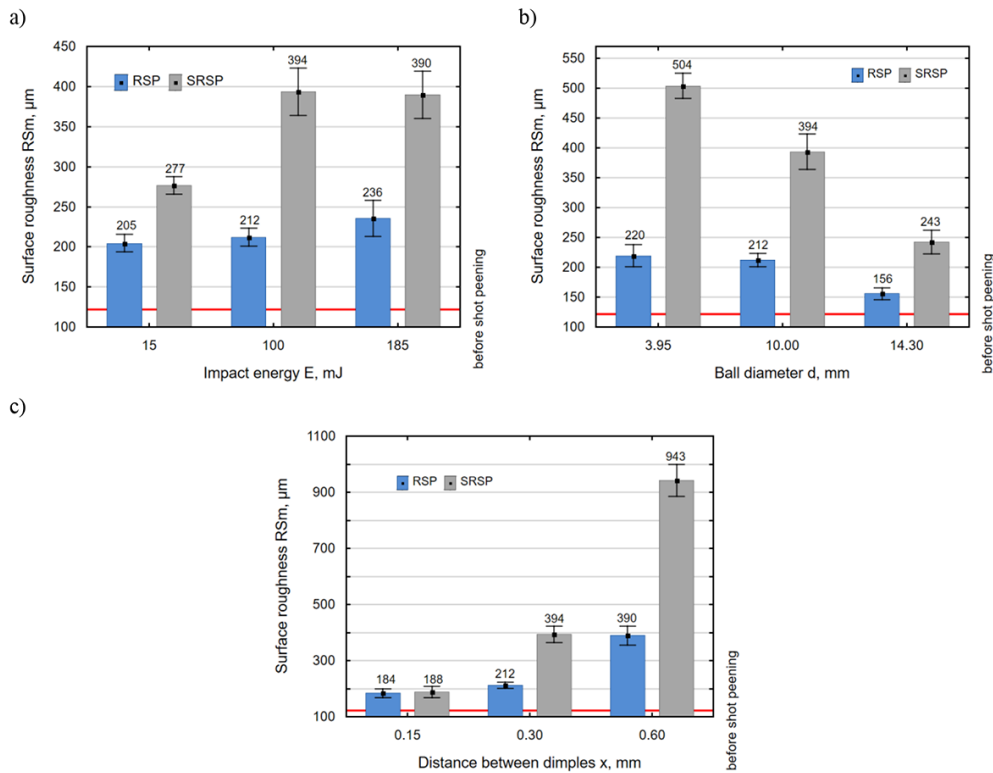 a)
450
400
350
300
250
200
150
100
Surface roughness RSm, µm
RSP SRSP
205
277
212
394
236
390
15 100 185
Impact energy E, mJ
before shot peening
b)
550
500
450
400
350
300
250
200
150
100
Surface roughness RSm, µm
RSP SRSP
220
504
212
394
156
243
3.95 10.00 14.30
Ball diameter d, mm
before shot peening
c)
1100
900
700
500
300
100
Surface roughness RSm, µm
RSP SRSP
184
188
212
394
390
943
0.15 0.30 0.60
Distance between dimples x, mm
before shot peening